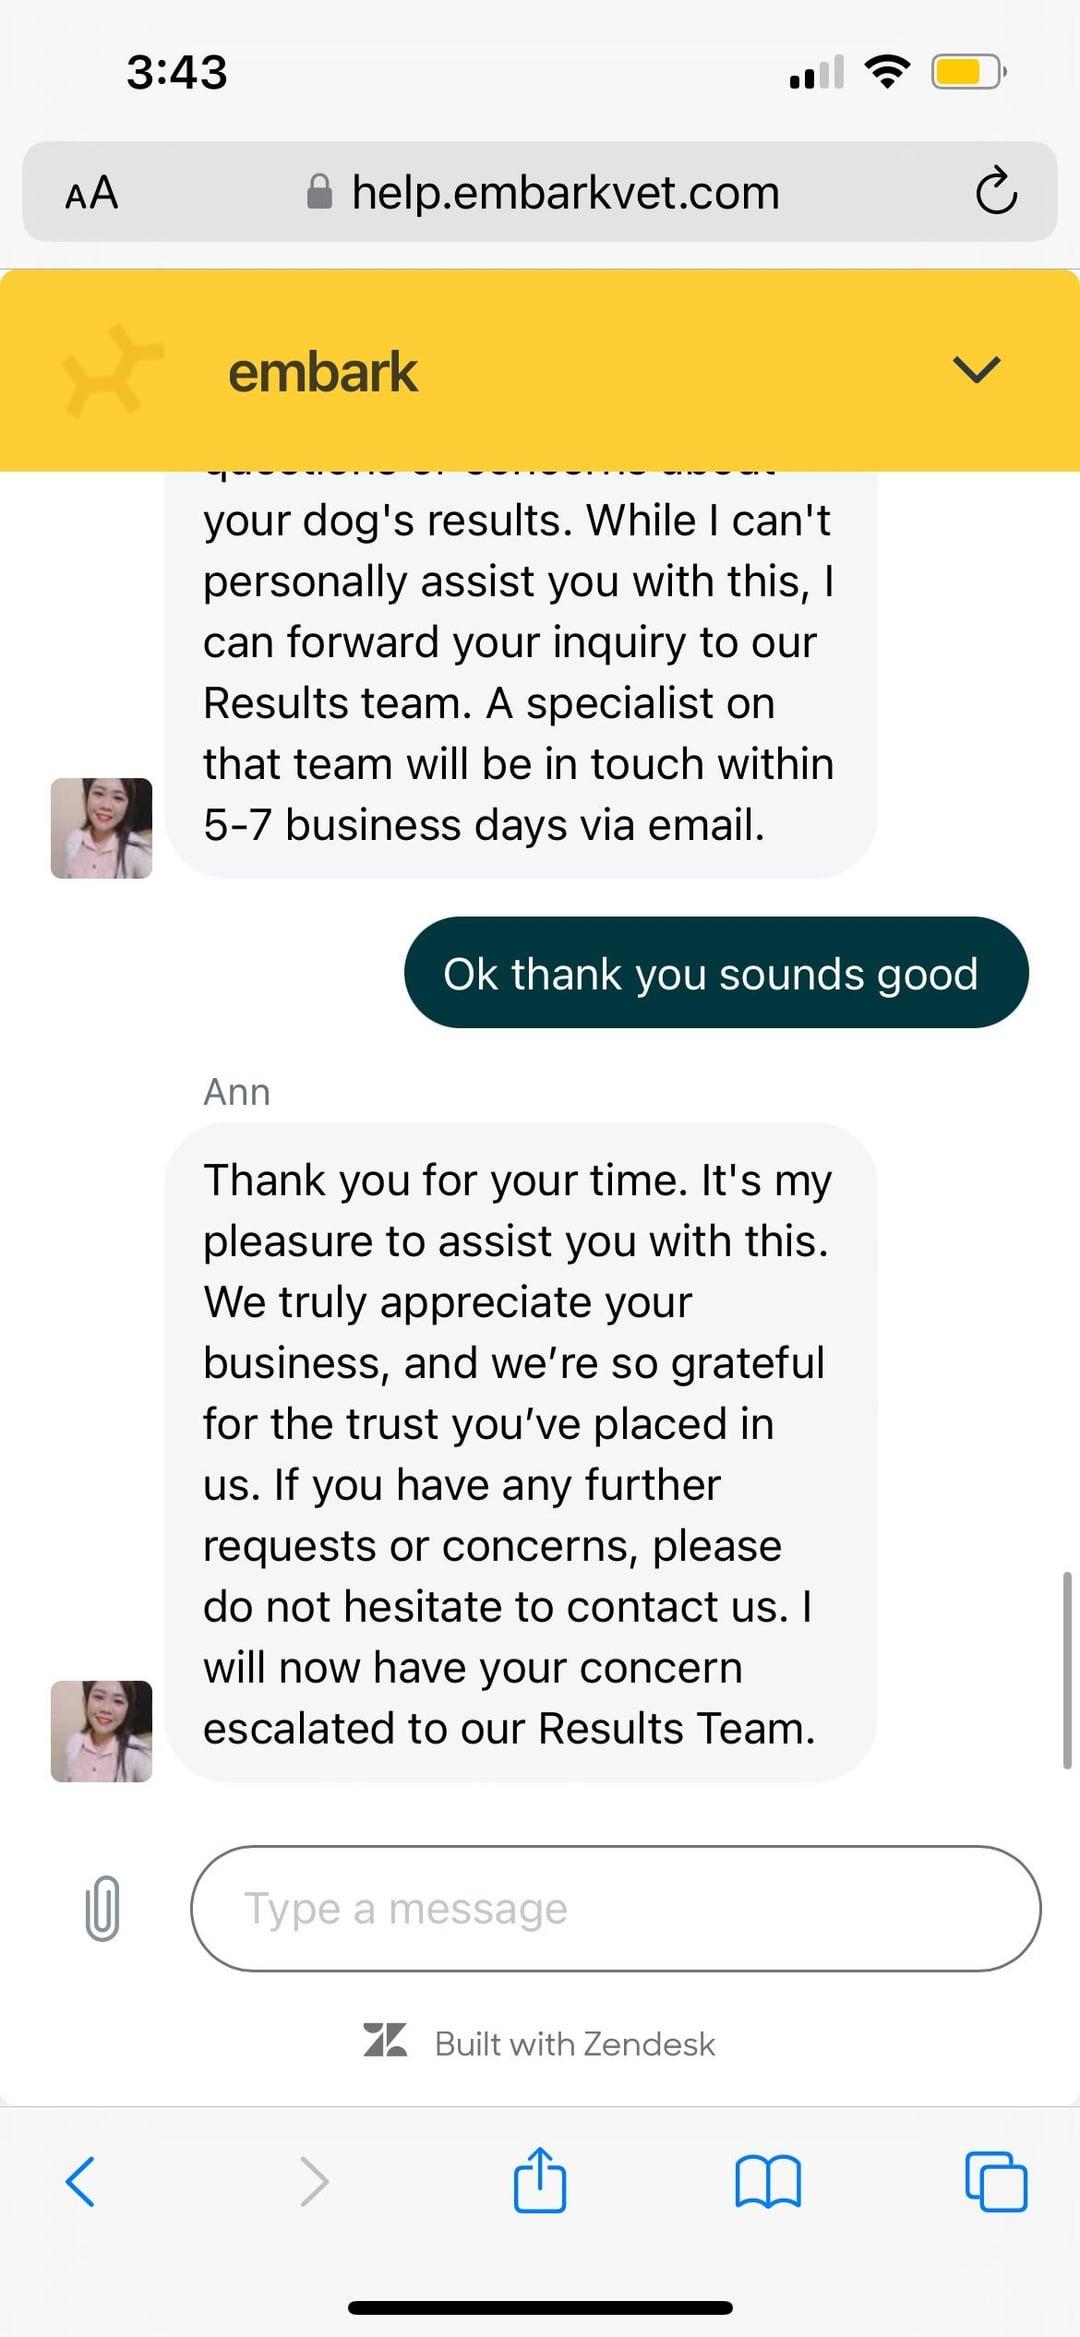 3:43
AA
help.embarkvet.com
embark
your dog's results. While I can't
personally assist you with this, I
can forward your inquiry to our
Results team. A specialist on
that team will be in touch within
5-7 business days via email.
Ok thank you sounds good
Ann
Thank you for your time. It's my
pleasure to assist you with this.
We truly appreciate your
business, and we’re so grateful
for the trust you’ve placed in
us. If you have any further
requests or concerns, please
do not hesitate to contact us. I
will now have your concern
escalated to our Results Team.
Type a message
Built with Zendesk